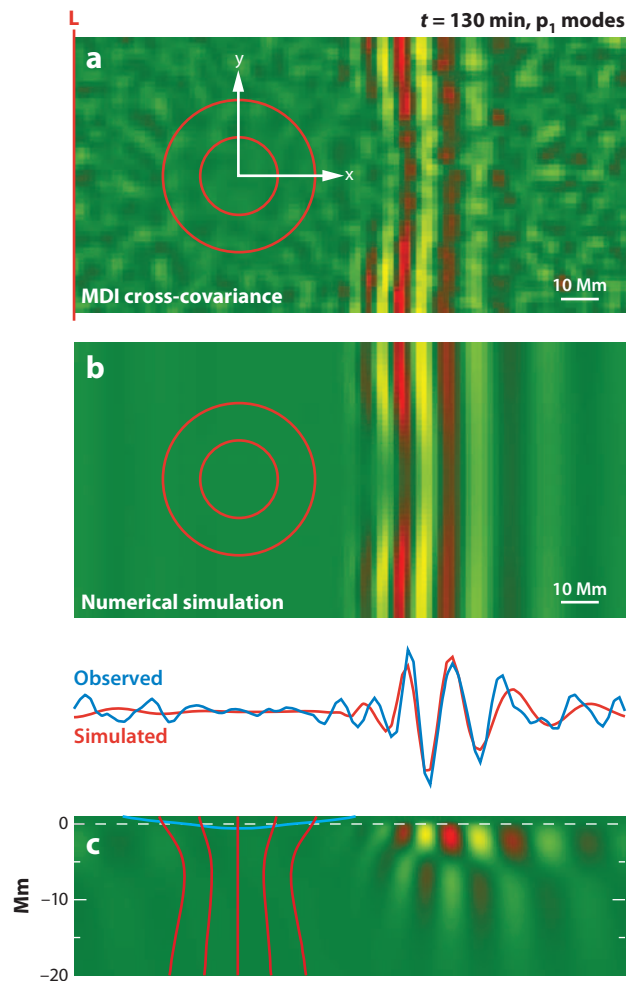 L
t = 130 min, p₁ modes
a
y
x
MDI cross-covariance
10 Mm
b
Numerical simulation
10 Mm
Observed
Simulated
c
Mm
0
−10
−20